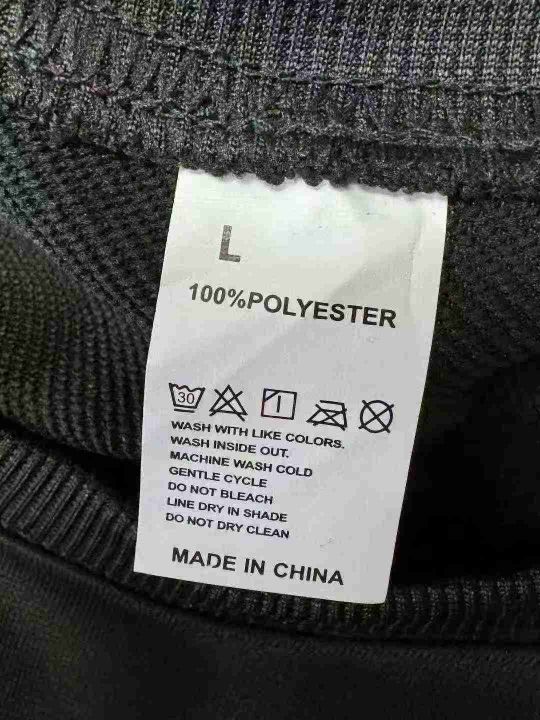 L
100%POLYESTER
30
WASH WITH LIKE COLORS.
WASH INSIDE OUT.
MACHINE WASH COLD
GENTLE CYCLE
DO NOT BLEACH
LINE DRY IN SHADE
DO NOT DRY CLEAN
MADE IN CHINA